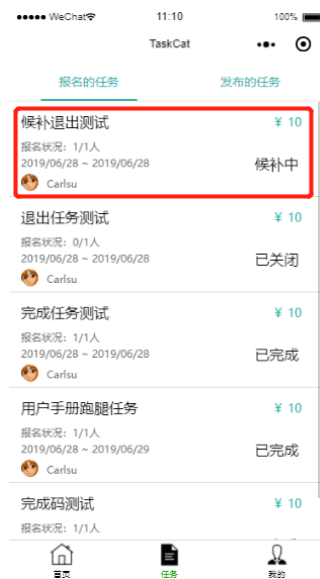 ●●●●● WeChat 11:10 100%
TaskCat
报名的任务 发布的任务
候补退出测试 ¥ 10
报名状况：1/1人
2019/06/28 ~ 2019/06/28
候补中
Carlsu
退出任务测试 ¥ 10
报名状况：0/1人
2019/06/28 ~ 2019/06/28
已关闭
Carlsu
完成任务测试 ¥ 10
报名状况：1/1人
2019/06/28 ~ 2019/06/28
已完成
Carlsu
用户手册跑腿任务 ¥ 10
报名状况：1/1人
2019/06/28 ~ 2019/06/29
已完成
Carlsu
完成码测试 ¥ 10
报名状况：1/1人
首页 任务 我的